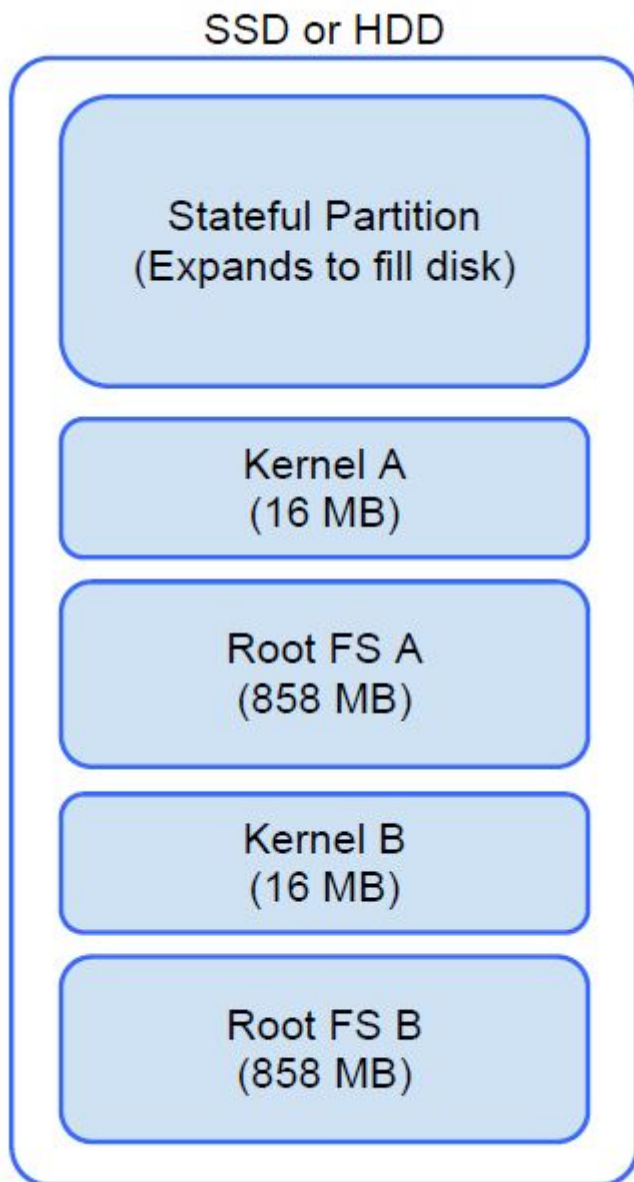 SSD or HDD
Stateful Partition
(Expands to fill disk)
Kernel A
(16 MB)
Root FS A
(858 MB)
Kernel B
(16 MB)
Root FS B
(858 MB)